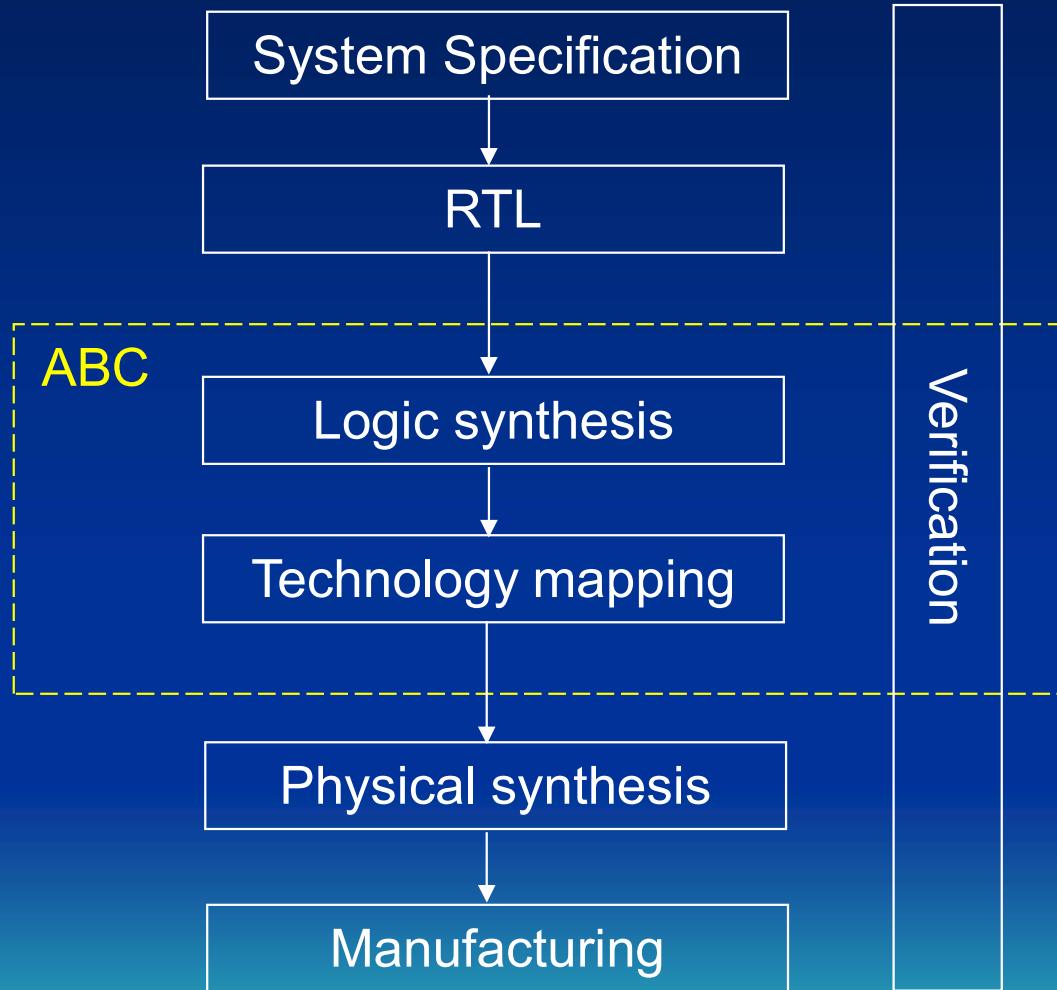 System Specification
RTL
ABC
Logic synthesis
Technology mapping
Verification
Physical synthesis
Manufacturing